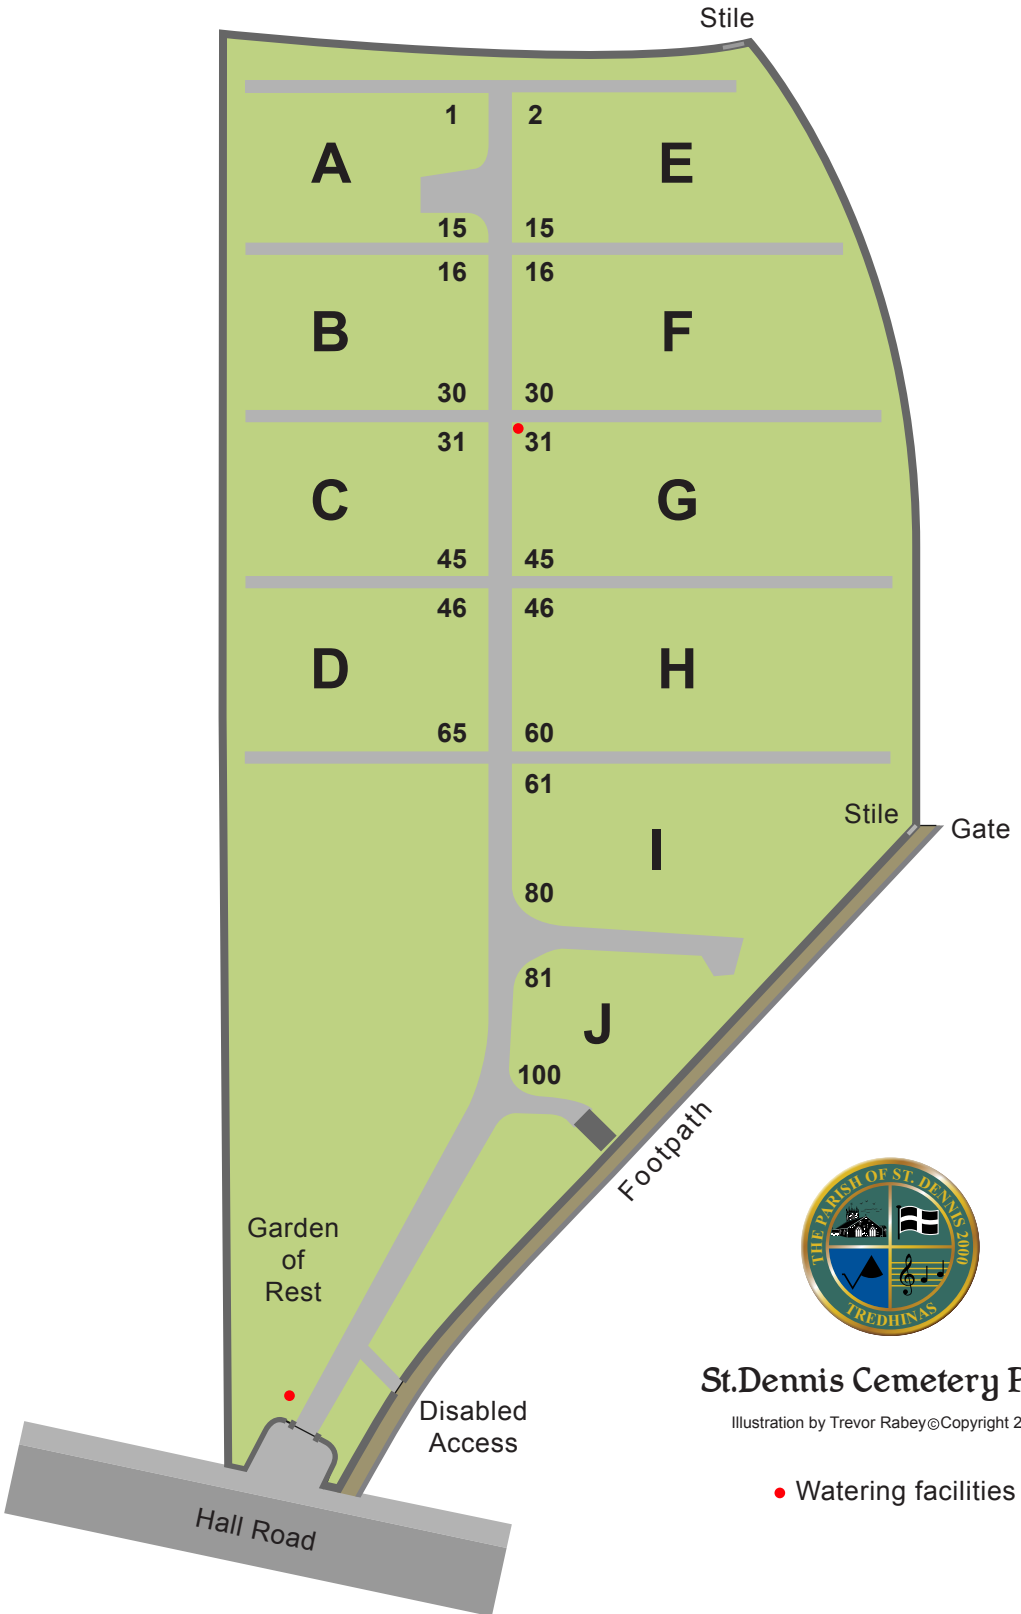 Stile
1
2
A
E
15
15
16
16
B
F
30
30
31
31
C
G
45
45
46
46
D
H
65
60
61
Stile
Gate
I
80
81
J
100
Footpath
THE PARISH OF ST. DENNIS 2000
TREDHINAS
Garden
of
Rest
St.Dennis Cemetery
Illustration by Trevor Rabey©Copyright
Disabled
Access
Watering facilities
Hall Road